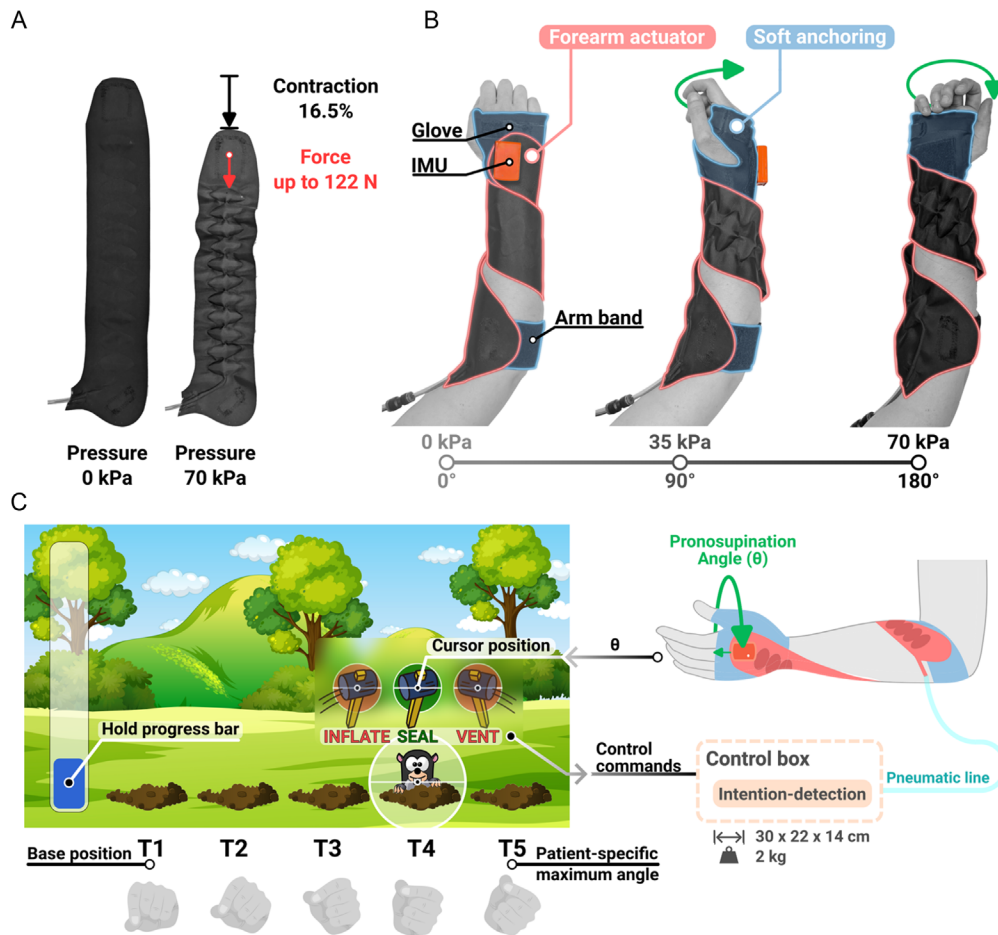 A
Contraction
16.5%
Force
up to 122 N
Pressure
0 kPa
Pressure
70 kPa
B
Forearm actuator
Soft anchoring
Glove
IMU
Arm band
0 kPa
35 kPa
70 kPa
0°
90°
180°
C
Pronosupination
Angle (θ)
Cursor position
θ
INFLATE
SEAL
VENT
Hold progress bar
Control
commands
Control box
Intention-detection
Pneumatic line
30 x 22 x 14 cm
2 kg
Base position
T1
T2
T3
T4
T5
Patient-specific
maximum angle